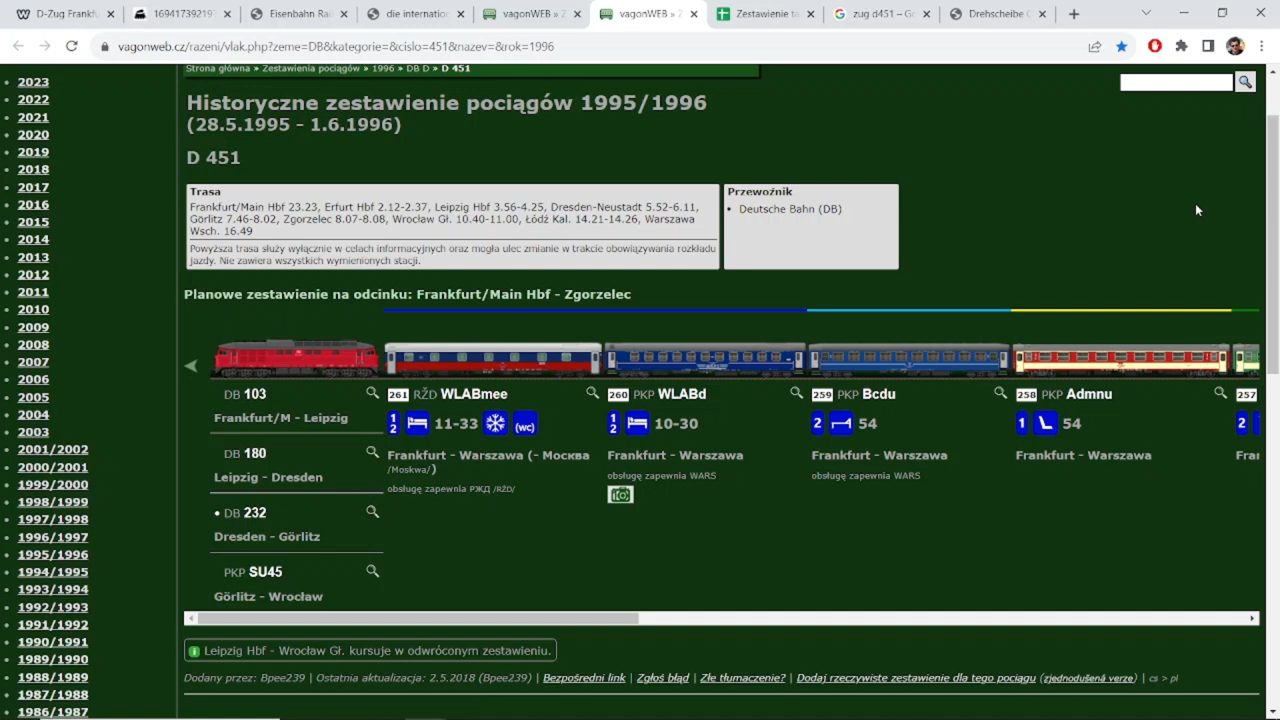 D-Zug Frankf
16941739219
Eisenbahn Rail
die internatio
vagonWEB » Z
vagonWEB » Z
Zestawienie ta
zug d451 – Go
Drehscheibe O
vagonweb.cz/razeni/vlak.php?zeme=DB&kategorie=&cislo=451&nazev=&rok=1996
2023
2022
2021
2020
2019
2018
2017
2016
2015
2014
2013
2012
2011
2010
2009
2008
2007
2006
2005
2004
2003
2001/2002
2000/2001
1999/2000
1998/1999
1997/1998
1996/1997
1995/1996
1994/1995
1993/1994
1992/1993
1991/1992
1990/1991
1989/1990
1988/1989
1987/1988
1986/1987
Strona główna » Zestawienia pociągów » 1996 » DB D » D 451
Historyczne zestawienie pociągów 1995/1996
(28.5.1995 - 1.6.1996)
D 451
Trasa
Frankfurt/Main Hbf 23.23, Erfurt Hbf 2.12-2.37, Leipzig Hbf 3.56-4.25, Dresden-Neustadt 5.52-6.11,
Görlitz 7.46-8.02, Zgorzelec 8.07-8.08, Wrocław Gł. 10.40-11.00, Łódź Kal. 14.21-14.26, Warszawa
Wsch. 16.49
Powyższa trasa służy wyłącznie w celach informacyjnych oraz mogła ulec zmianie w trakcie obowiązywania rozkładu
jazdy. Nie zawiera wszystkich wymienionych stacji.
Przewoźnik
Deutsche Bahn (DB)
Planowe zestawienie na odcinku: Frankfurt/Main Hbf - Zgorzelec
DB 103
Frankfurt/M - Leipzig
DB 180
Leipzig - Dresden
• DB 232
Dresden - Görlitz
PKP SU45
Görlitz - Wrocław
261 RŽD WLABmee
1 2 11-33 (wc)
Frankfurt - Warszawa (- Москва
/Moskwa/)
obsługę zapewnia РЖД /RŽD/
260 PKP WLABd
1 2 10-30
Frankfurt - Warszawa
obsługę zapewnia WARS
259 PKP Bcdu
2 54
Frankfurt - Warszawa
obsługę zapewnia WARS
258 PKP Admnu
1 54
Frankfurt - Warszawa
257
2
Fran
Leipzig Hbf - Wrocław Gł. kursuje w odwróconym zestawieniu.
Dodany przez: Bpee239 | Ostatnia aktualizacja: 2.5.2018 (Bpee239) | Bezpośredni link | Zgłoś błąd | Złe tłumaczenie? | Dodaj rzeczywiste zestawienie dla tego pociągu (zjednodušená verze) | cs > pl